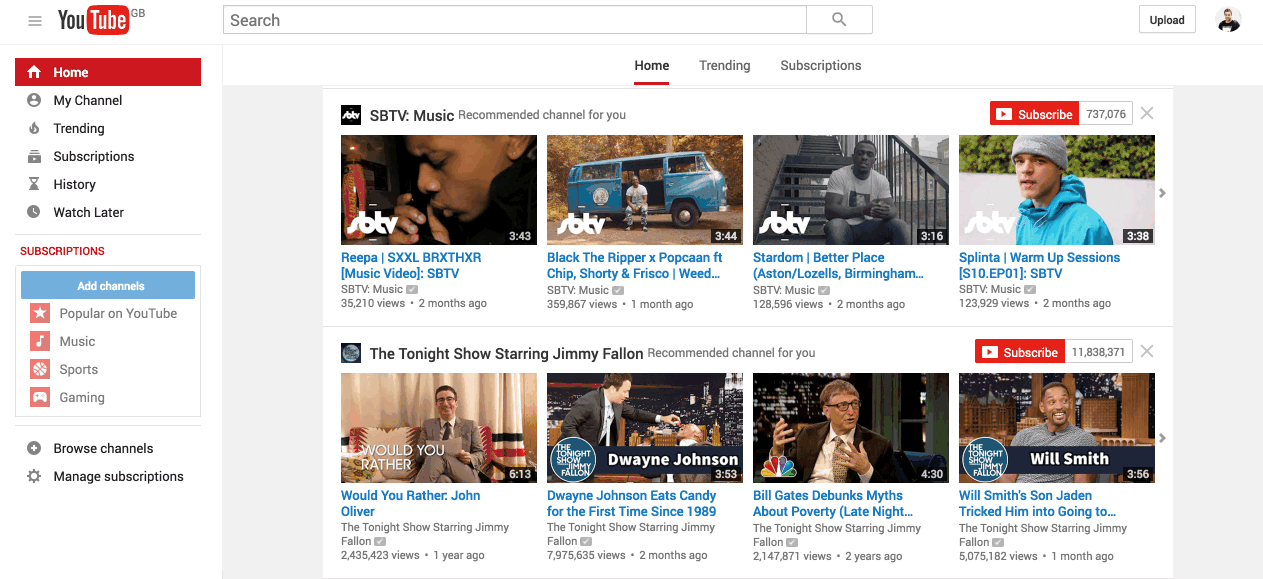 YouTube GB
Search
Upload
Home
Trending
Subscriptions
Home
My Channel
Trending
Subscriptions
History
Watch Later
SUBSCRIPTIONS
Add channels
Popular on YouTube
Music
Sports
Gaming
Browse channels
Manage subscriptions
sbtv SBTV: Music Recommended channel for you
Subscribe 737,076
sbtv
3:43
Reepa | SXXL BRXTHXR
[Music Video]: SBTV
SBTV: Music
35,210 views • 2 months ago
sbtv
3:44
Black The Ripper x Popcaan ft
Chip, Shorty & Frisco | Weed...
SBTV: Music
359,867 views • 1 month ago
sbtv
3:16
Stardom | Better Place
(Aston/Lozells, Birmingham...
SBTV: Music
128,596 views • 2 months ago
sbtv
3:38
Splinta | Warm Up Sessions
[S10.EP01]: SBTV
SBTV: Music
123,929 views • 2 months ago
The Tonight Show Starring Jimmy Fallon Recommended channel for you
Subscribe 11,838,371
WOULD YOU
RATHER
6:13
Would You Rather: John
Oliver
The Tonight Show Starring Jimmy
Fallon
2,435,423 views • 1 year ago
THE
TONIGHT
SHOW
JIMMY
FALLON
Dwayne Johnson
3:53
Dwayne Johnson Eats Candy
for the First Time Since 1989
The Tonight Show Starring Jimmy
Fallon
7,975,635 views • 2 months ago
4:30
Bill Gates Debunks Myths
About Poverty (Late Night...
The Tonight Show Starring Jimmy
Fallon
2,147,871 views • 2 years ago
THE
TONIGHT
SHOW
JIMMY
FALLON
Will Smith
3:56
Will Smith's Son Jaden
Tricked Him into Going to...
The Tonight Show Starring Jimmy
Fallon
5,075,182 views • 1 month ago